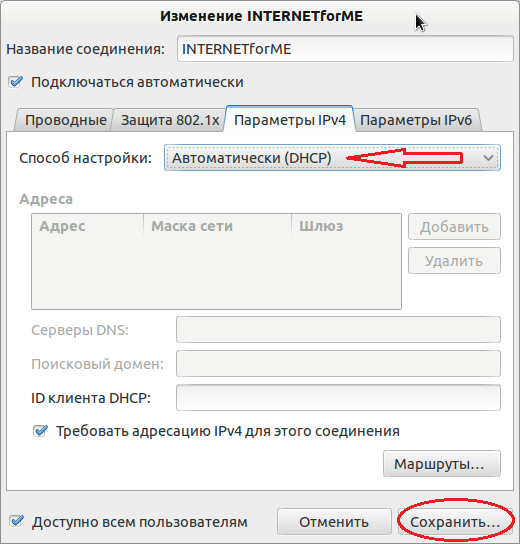 Изменение INTERNETforME
Название соединения: INTERNETforME
Подключаться автоматически
Проводные Защита 802.1x Параметры IPv4 Параметры IPv6
Способ настройки: Автоматически (DHCP)
Адреса
Адрес Маска сети Шлюз Добавить
Удалить
Серверы DNS:
Поисковый домен:
ID клиента DHCP:
Требовать адресацию IPv4 для этого соединения
Маршруты...
Доступно всем пользователям Отменить Сохранить...